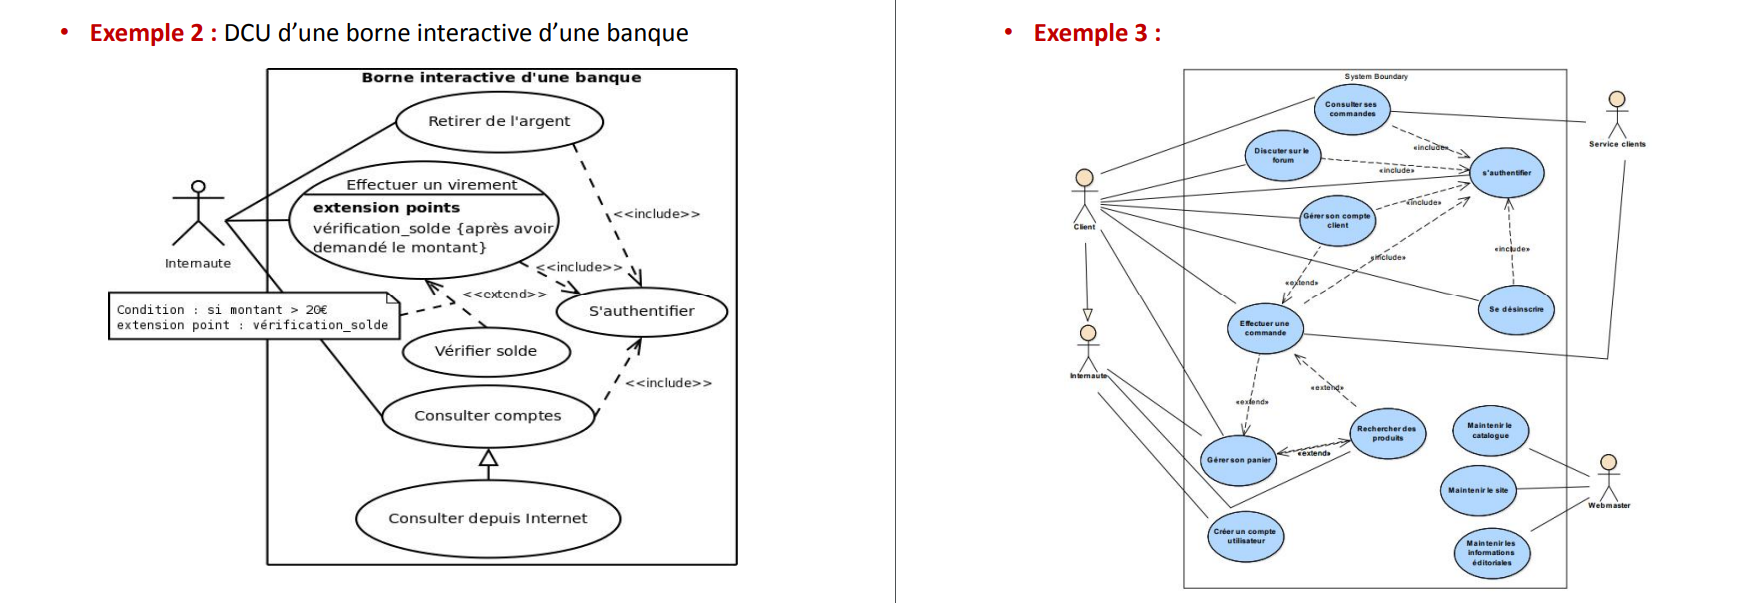 • Exemple 2 : DCU d’une borne interactive d’une banque
Borne interactive d'une banque
Retirer de l'argent
Effectuer un virement
extension points
vérification_solde {après avoir
demandé le montant}
<<include>>
Internaute
<<include>>
<<extend>>
Condition : si montant > 20€
extension point : vérification_solde
S'authentifier
Vérifier solde
<<include>>
Consulter comptes
Consulter depuis Internet
• Exemple 3 :
System Boundary
Consulter ses
commandes
Service clients
«include»
Discuter sur le
forum
«include»
s'authentifier
Client
Gérer son compte
client
«include»
«include»
«include»
«extend»
Se désinscrire
Effectuer une
commande
Internaute
«extend»
«extend»
Rechercher des
produits
Maintenir le
catalogue
«extend»
Gérer son panier
Maintenir le site
Webmaster
Créer un compte
utilisateur
Maintenir les
informations
éditoriales